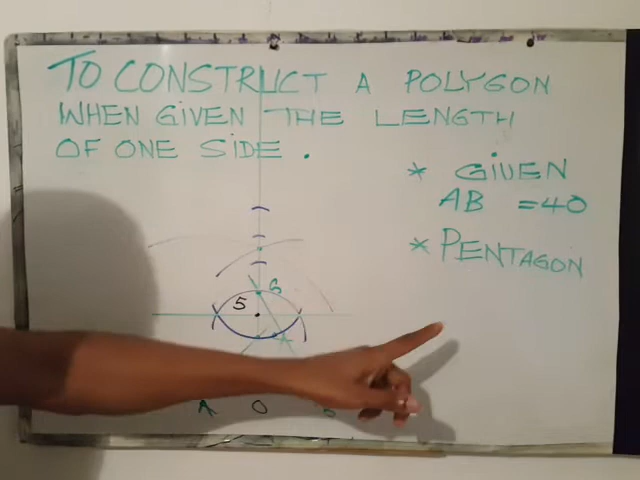 TO CONSTRUCT A POLYGON
WHEN GIVEN THE LENGTH
OF ONE SIDE.
* GIVEN
AB = 40
* PENTAGON
6
5
A O